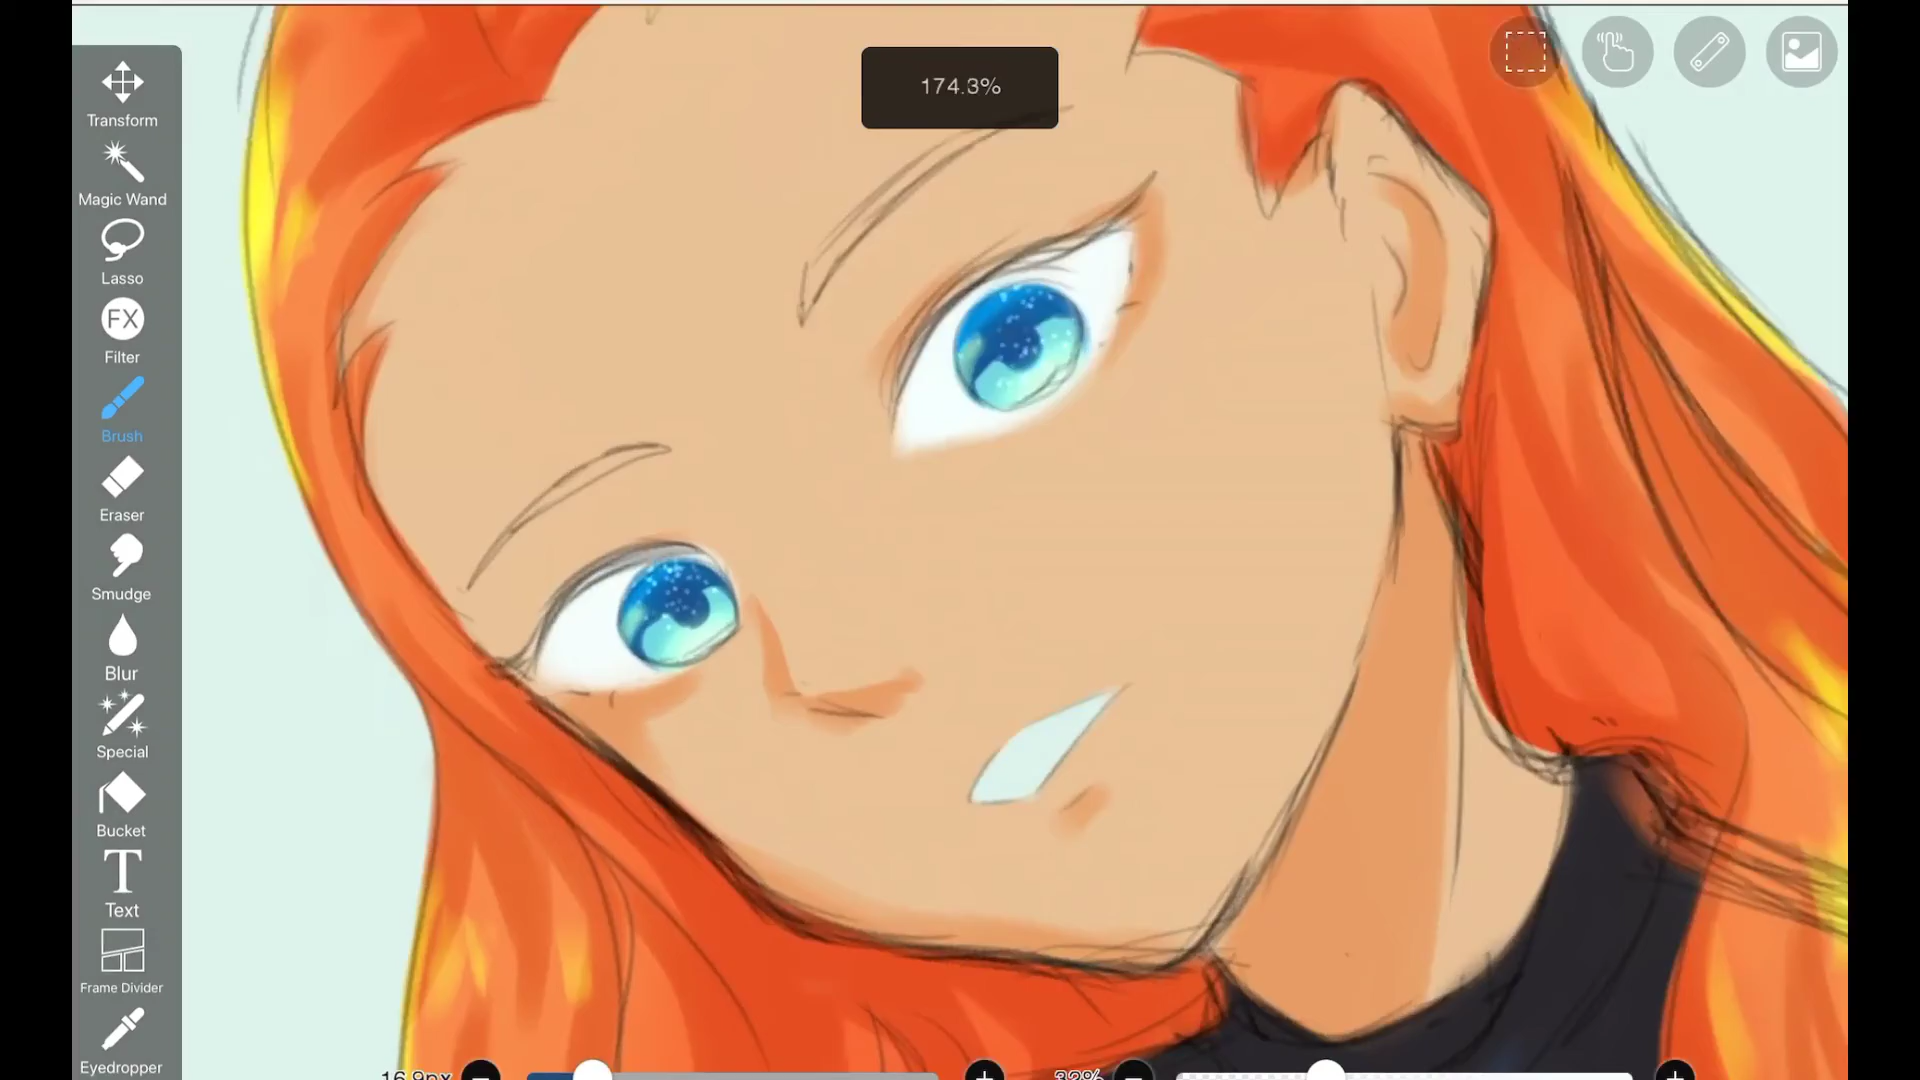 174.3%
Transform
Magic Wand
Lasso
FX
Filter
Brush
Eraser
Smudge
Blur
Special
Bucket
T
Text
Frame Divider
Eyedropper
16.9px
32%